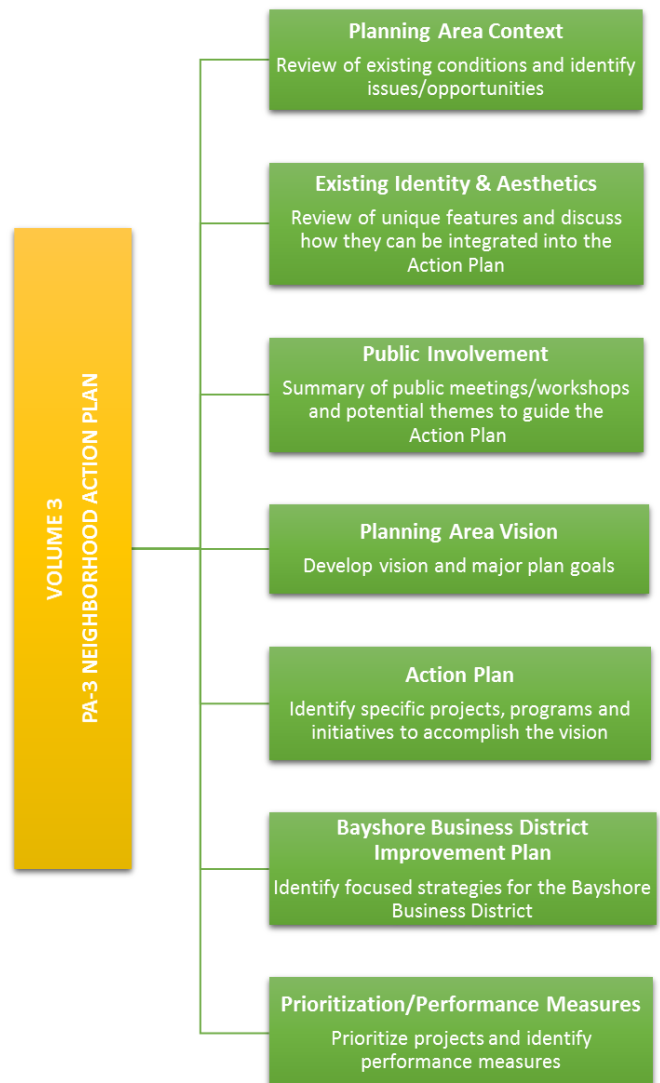 VOLUME 3
PA-3 NEIGHBORHOOD ACTION PLAN
Planning Area Context
Review of existing conditions and identify
issues/opportunities
Existing Identity & Aesthetics
Review of unique features and discuss
how they can be integrated into the
Action Plan
Public Involvement
Summary of public meetings/workshops
and potential themes to guide the
Action Plan
Planning Area Vision
Develop vision and major plan goals
Action Plan
Identify specific projects, programs and
initiatives to accomplish the vision
Bayshore Business District
Improvement Plan
Identify focused strategies for the Bayshore
Business District
Prioritization/Performance Measures
Prioritize projects and identify
performance measures